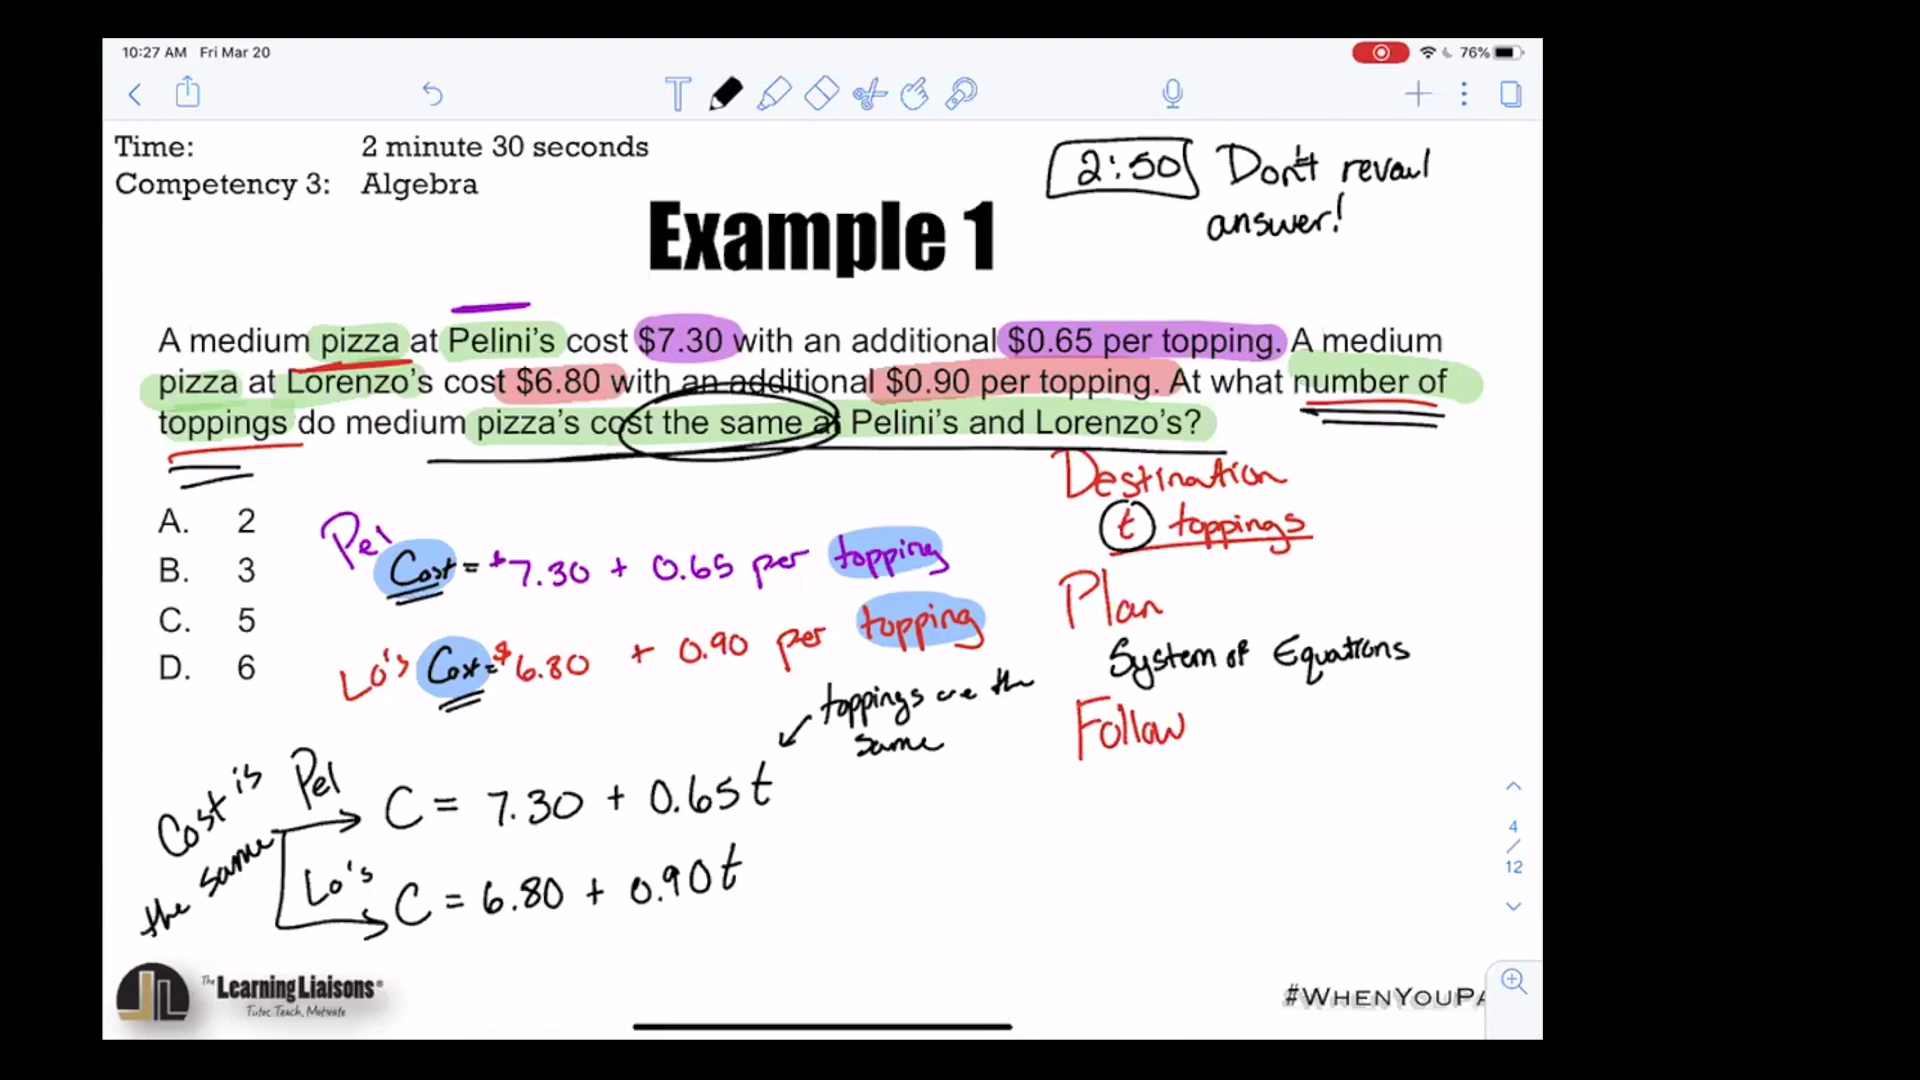 10:27 AM Fri Mar 20
76%
Time: 2 minute 30 seconds
Competency 3: Algebra
2:50 Don't reveal
answer!
Example 1
A medium pizza at Pelini's cost $7.30 with an additional $0.65 per topping. A medium
pizza at Lorenzo's cost $6.80 with an additional $0.90 per topping. At what number of
toppings do medium pizza's cost the same at Pelini's and Lorenzo's?
A. 2
B. 3
C. 5
D. 6
Pel
Cost = $7.30 + 0.65 per topping
Lo's Cost = $6.80 + 0.90 per topping
Destination
t toppings
Plan
System of Equations
Follow
toppings are the
same
Cost is
the same
Pel
C = 7.30 + 0.65t
Lo's
C = 6.80 + 0.90t
4
/
12
The Learning Liaisons®
Tutor, Teach, Motivate
#WHENYOUPA